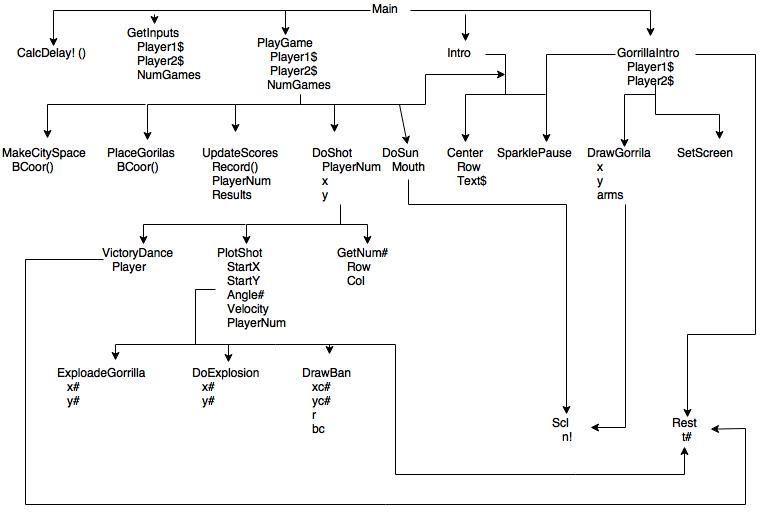 Main
CalcDelay! ()
GetInputs
Player1$
Player2$
NumGames
PlayGame
Player1$
Player2$
NumGames
Intro
GorrillaIntro
Player1$
Player2$
MakeCitySpace
BCoor()
PlaceGorilas
BCoor()
UpdateScores
Record()
PlayerNum
Results
DoShot
PlayerNum
x
y
DoSun
Mouth
Center
Row
Text$
SparklePause
DrawGorrila
x
y
arms
SetScreen
VictoryDance
Player
PlotShot
StartX
StartY
Angle#
Velocity
PlayerNum
GetNum#
Row
Col
ExploadeGorrilla
x#
y#
DoExplosion
x#
y#
DrawBan
xc#
yc#
r
bc
Scl
n!
Rest
t#